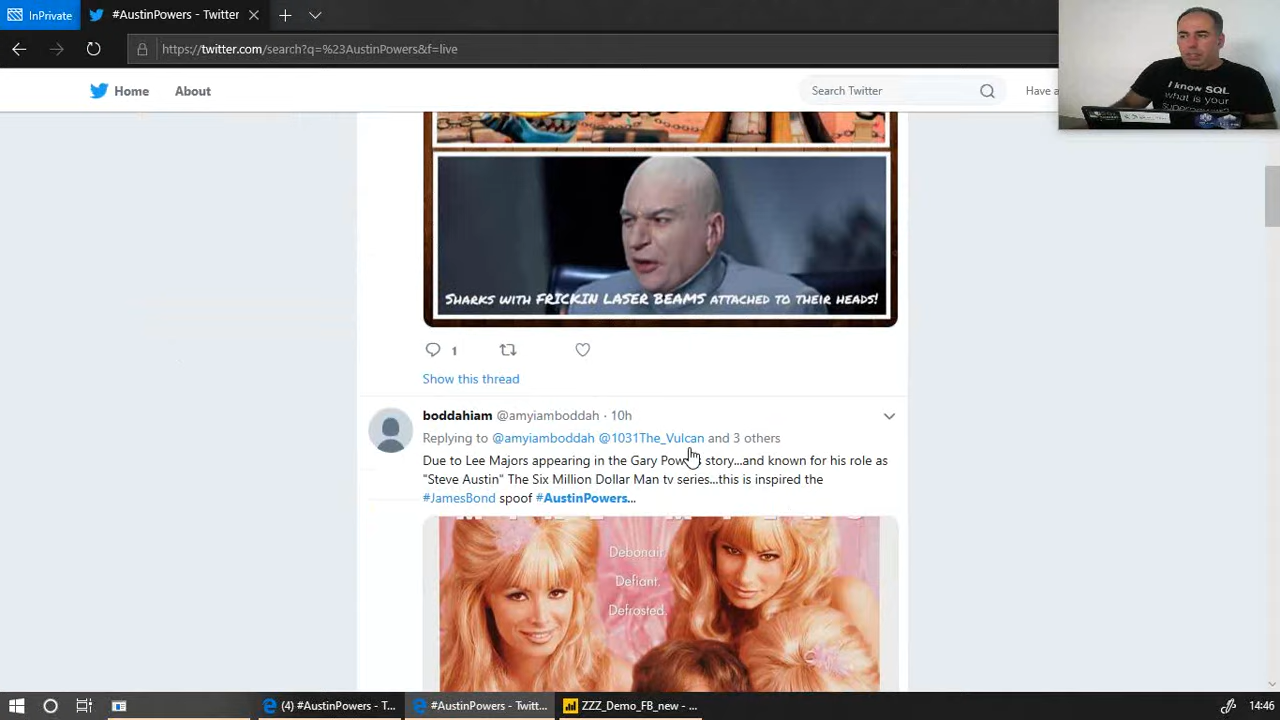 InPrivate
#AustinPowers - Twitter
https://twitter.com/search?q=%23AustinPowers&f=live
Home
About
Search Twitter
Have a
I know SQL
what is your
SHARKS WITH FRICKIN LASER BEAMS ATTACHED TO THEIR HEADS!
1
Show this thread
boddahiam @amyiamboddah · 10h
Replying to @amyiamboddah @1031The_Vulcan and 3 others
Due to Lee Majors appearing in the Gary Powers story...and known for his role as
"Steve Austin" The Six Million Dollar Man tv series...this is inspired the
#JamesBond spoof #AustinPowers...
Debonair.
Defiant.
Defrosted.
(4) #AustinPowers - T...
#AustinPowers - Twitt...
ZZZ_Demo_FB_new - ...
14:46